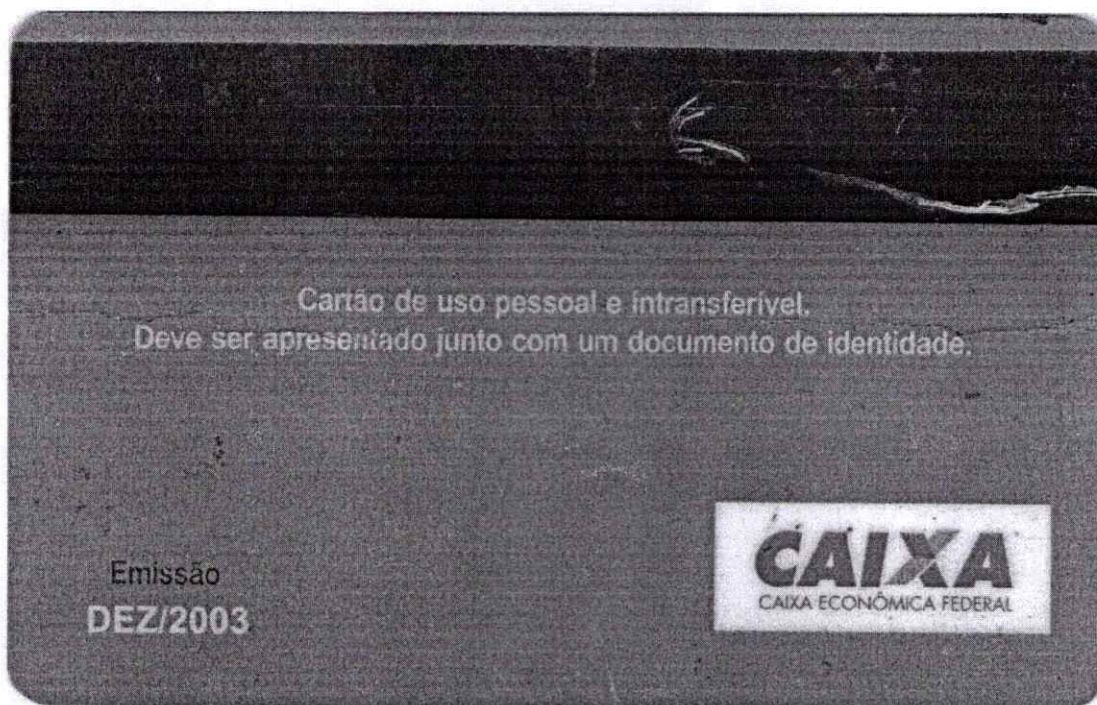 Cartão de uso pessoal e intransferível.
Deve ser apresentado junto com um documento de identidade.
Emissão
DEZ/2003
CAIXA
CAIXA ECONÔMICA FEDERAL